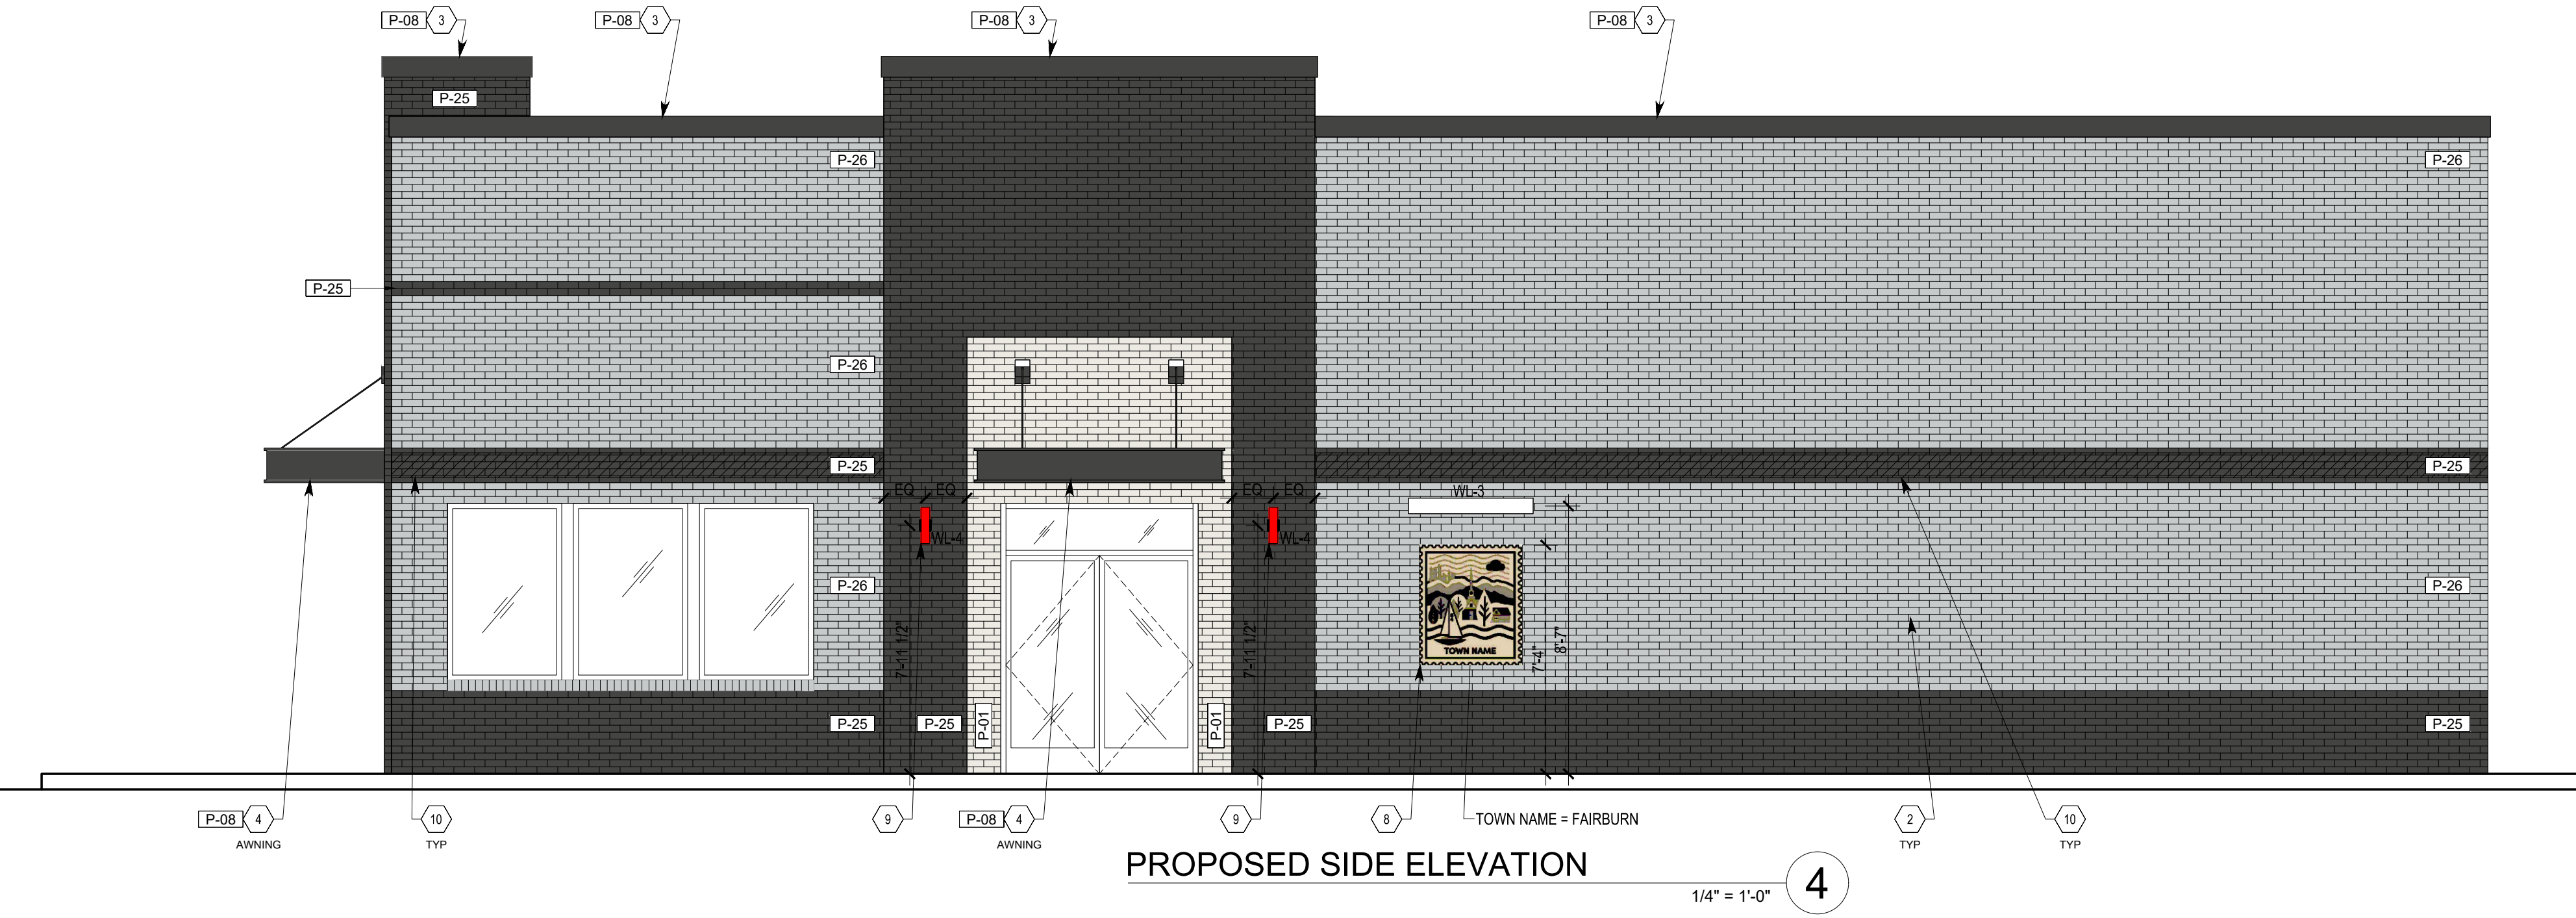 P-08 3
P-08 3
P-08 3
P-08 3
P-25
P-26
P-26
P-25
P-26
P-25
P-25
EQ EQ
EQ EQ
WL-3
WL-4
WL-4
P-26
P-26
TOWN NAME
7'-11 1/2"
7'-11 1/2"
7'-4"
8'-7"
P-25
P-25
P-01
P-01
P-25
P-25
P-08 4
AWNING
10
TYP
9
P-08 4
AWNING
9
8
TOWN NAME = FAIRBURN
2
TYP
10
TYP
PROPOSED SIDE ELEVATION
1/4" = 1'-0"
4